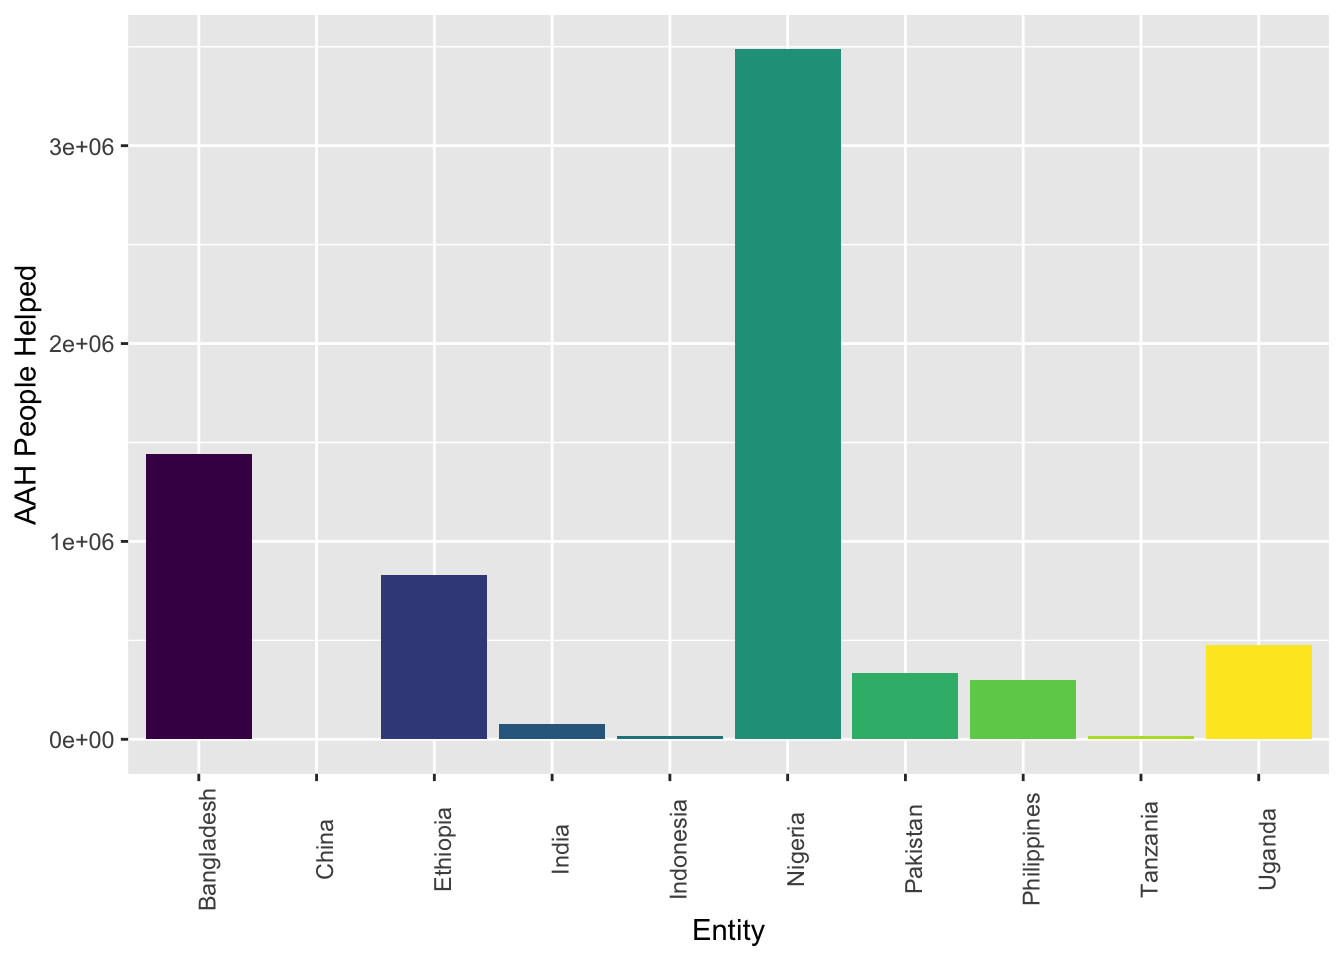 AAH People Helped
3e+06
2e+06
1e+06
0e+00
Bangladesh
China
Ethiopia
India
Indonesia
Nigeria
Pakistan
Philippines
Tanzania
Uganda
Entity